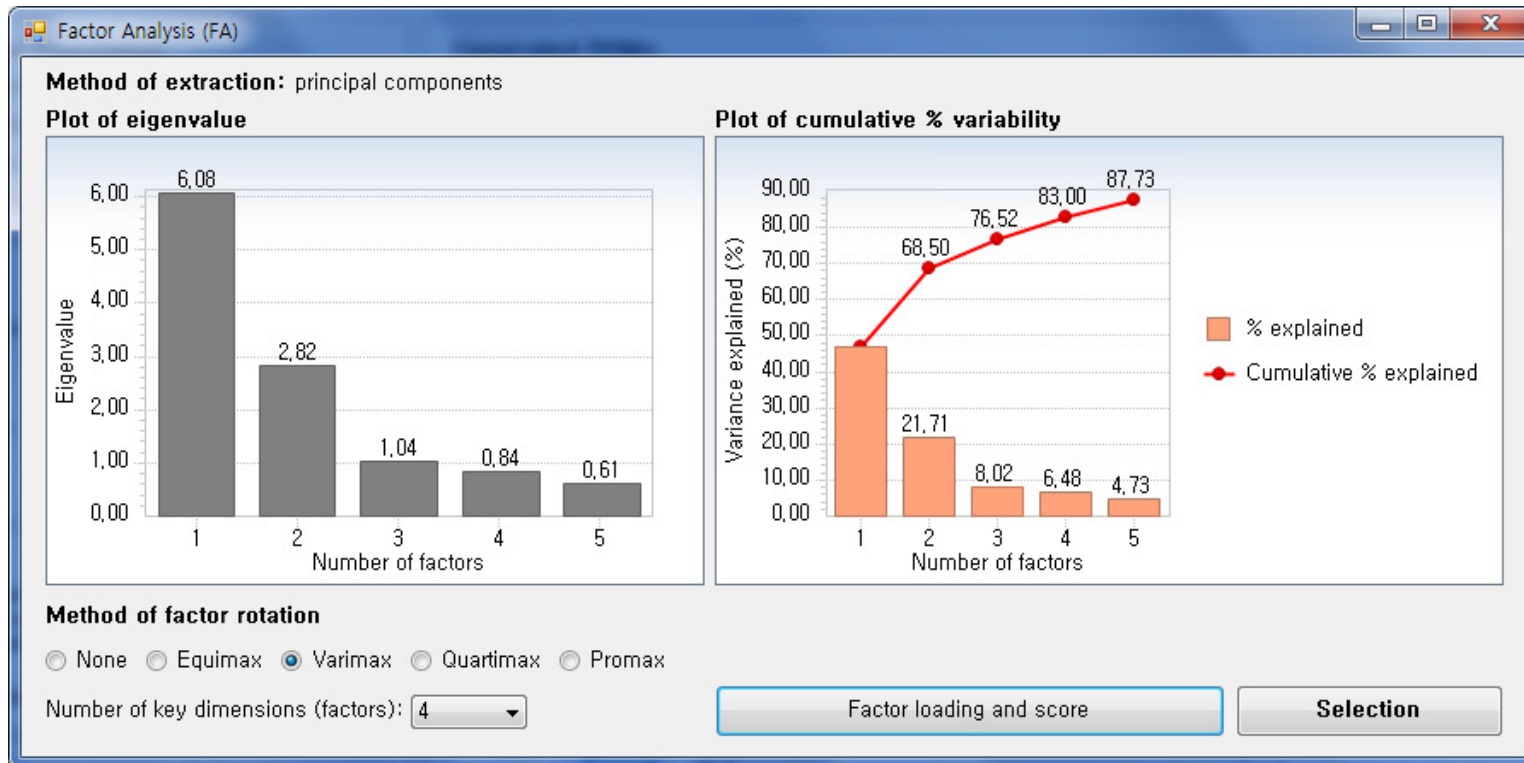 Factor Analysis (FA)
Method of extraction: principal components
Plot of eigenvalue
6,08
6,00
5,00
4,00
3,00
2,00
1,00
0,00
2,82
1,04
0,84
0,61
Eigenvalue
1 2 3 4 5
Number of factors
Plot of cumulative % variability
90,00
80,00
70,00
60,00
50,00
40,00
30,00
20,00
10,00
0,00
68,50
76,52
83,00
87,73
21,71
8,02
6,48
4,73
Variance explained (%)
1 2 3 4 5
Number of factors
% explained
Cumulative % explained
Method of factor rotation
None Equimax Varimax Quartimax Promax
Number of key dimensions (factors): 4
Factor loading and score
Selection